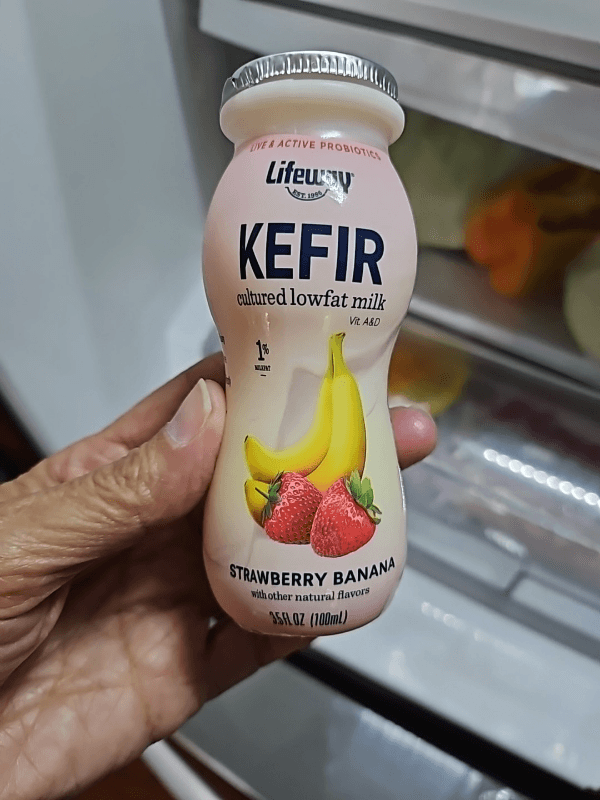 LIVE & ACTIVE PROBIOTICS
Lifeway
EST. 1986
KEFIR
cultured lowfat milk
Vit. A&D
1%
MILKFAT
STRAWBERRY BANANA
with other natural flavors
3.5 FL OZ (100mL)